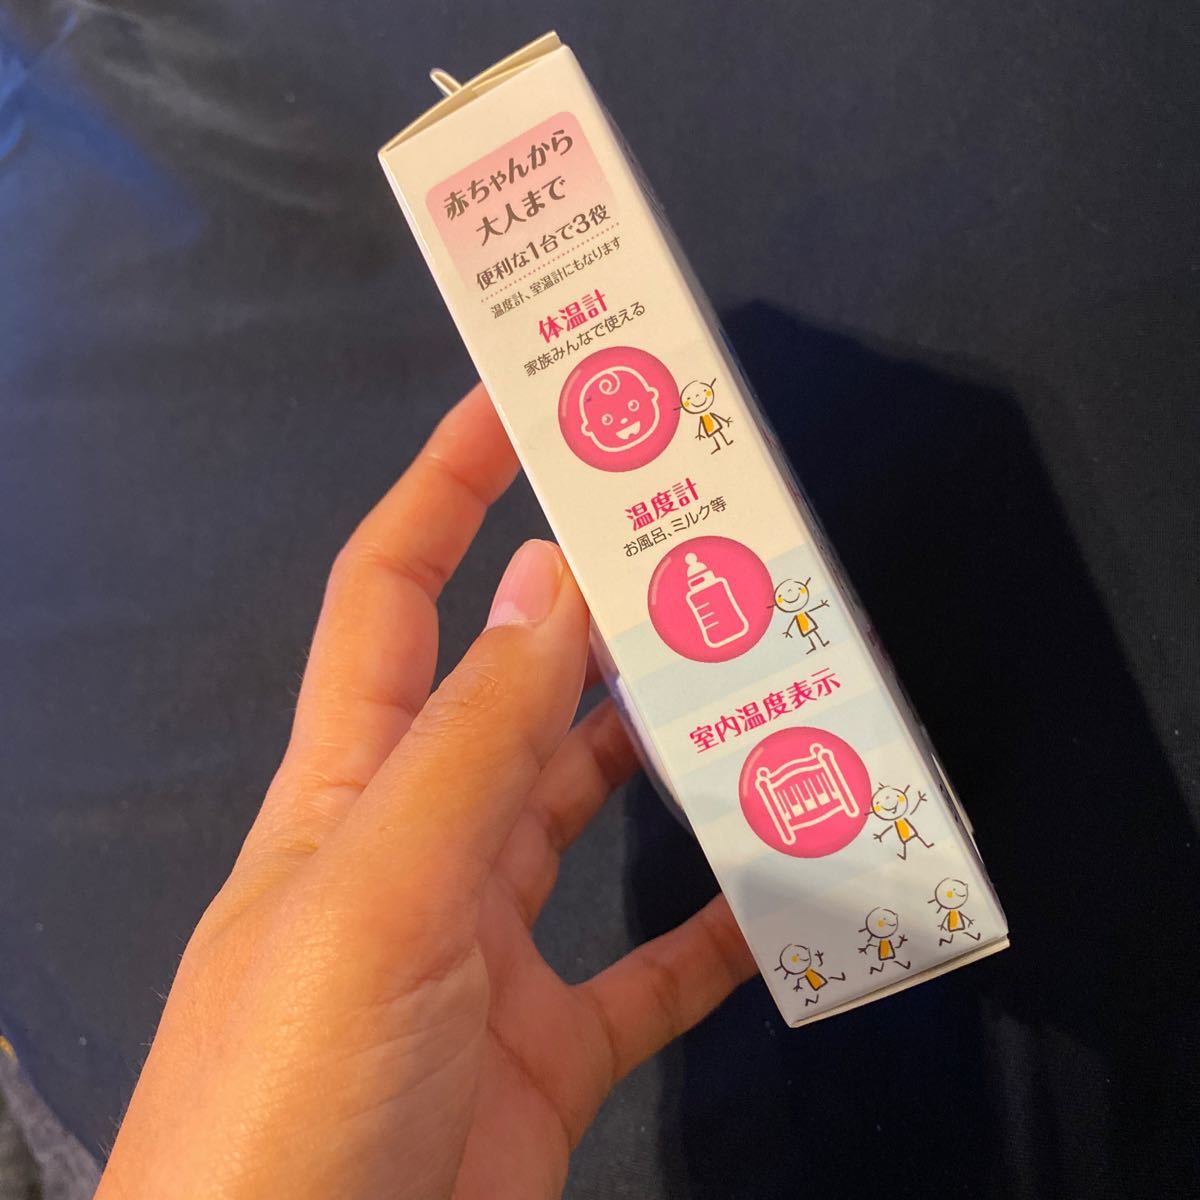 赤ちゃんから
大人まで
便利な1台で3役
温度計、室温計にもなります
体温計
家族みんなで使える
温度計
お風呂、ミルク等
室内温度表示